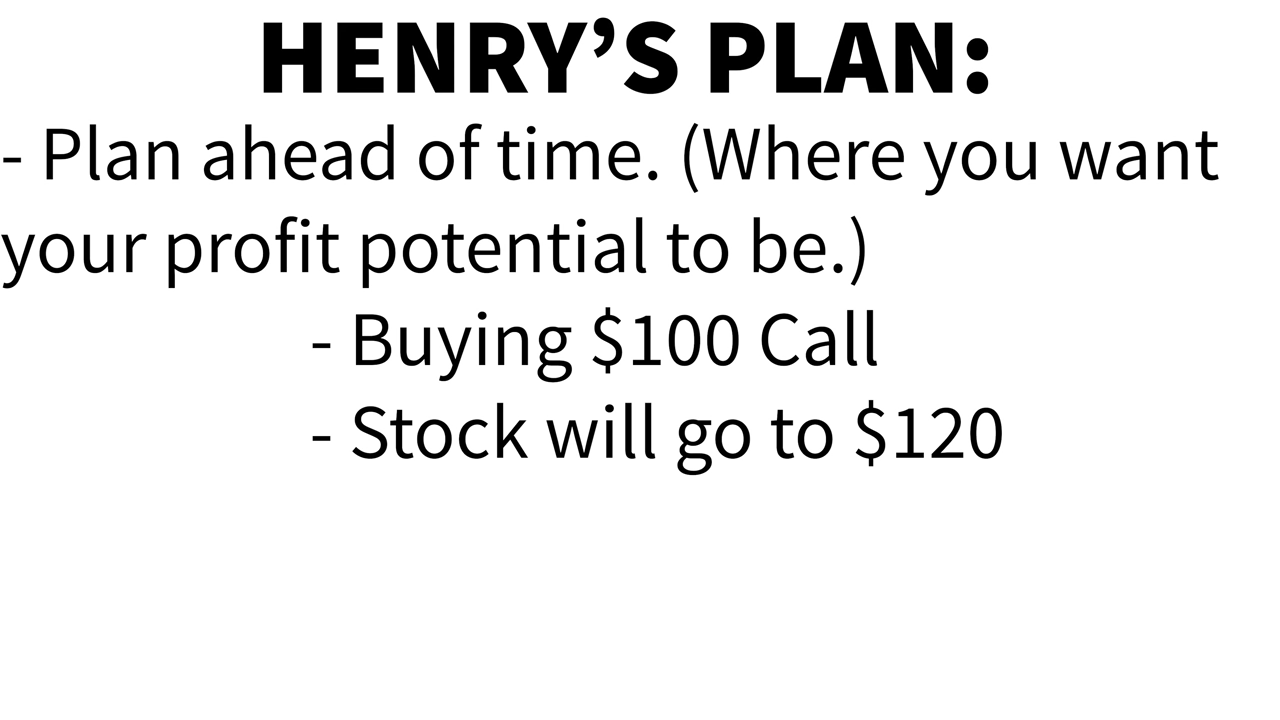 HENRY’S PLAN:
- Plan ahead of time. (Where you want
your profit potential to be.)
- Buying $100 Call
- Stock will go to $120